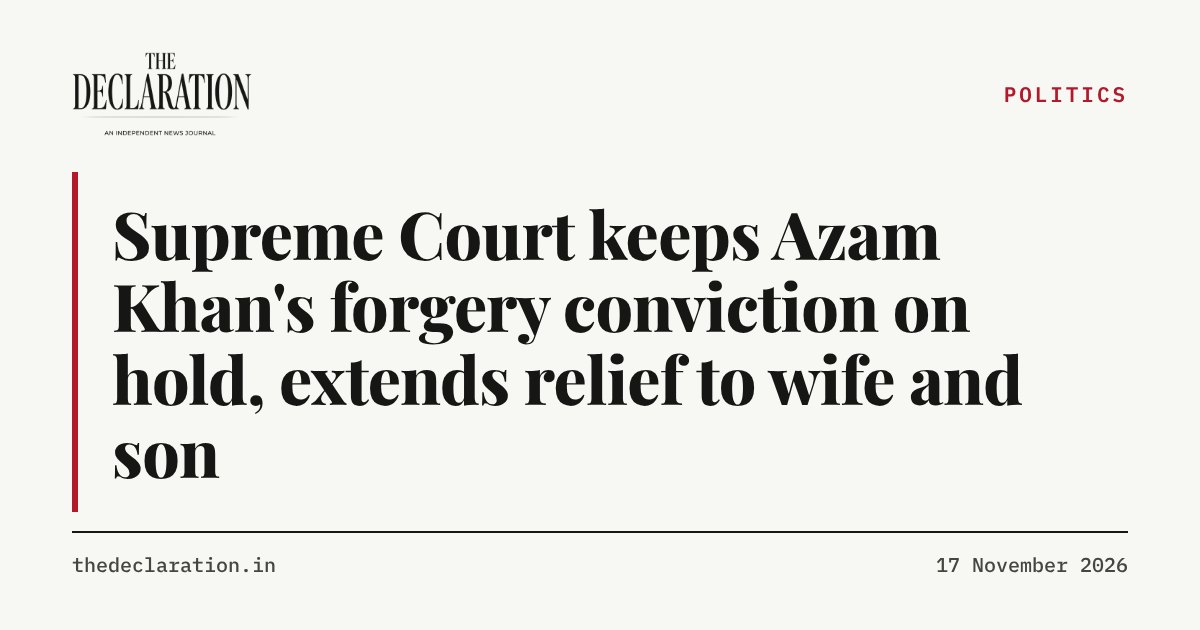 THE
DECLARATION
AN INDEPENDENT NEWS JOURNAL
POLITICS
Supreme Court keeps Azam
Khan's forgery conviction on
hold, extends relief to wife and
son
thedeclaration.in
17 November 2026